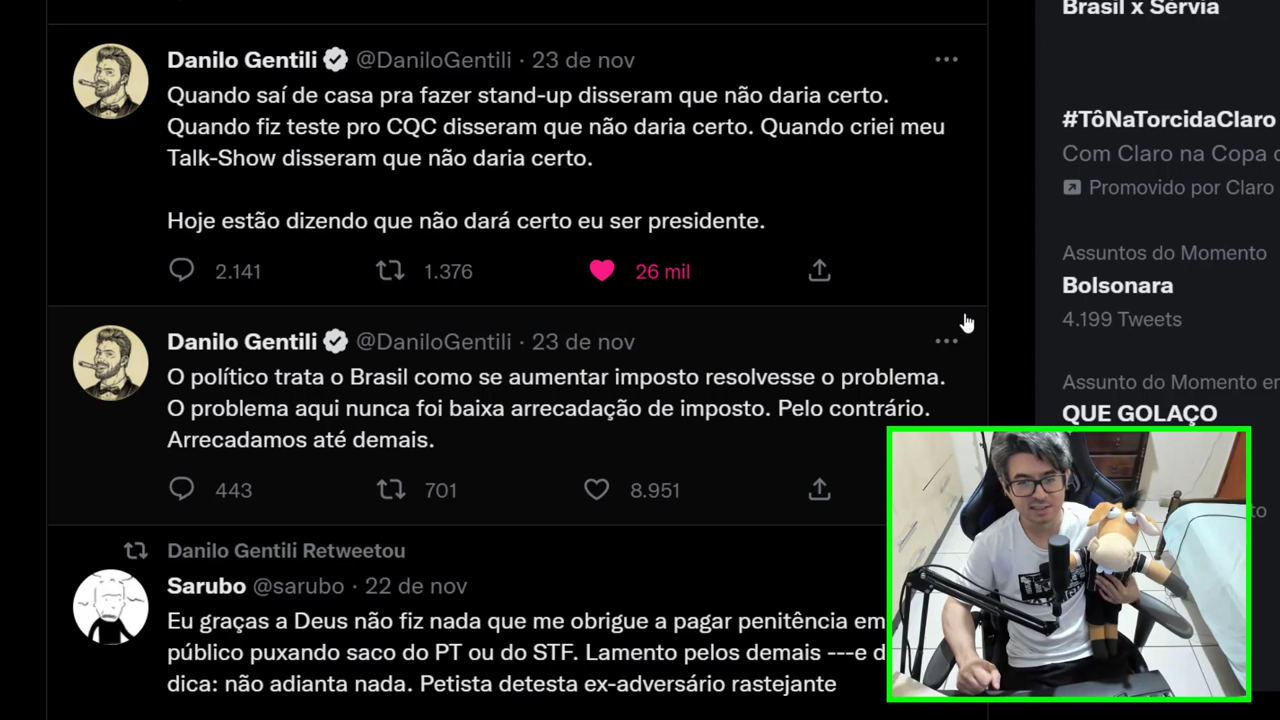 Brasil x Sérvia
Danilo Gentili @DaniloGentili · 23 de nov
Quando saí de casa pra fazer stand-up disseram que não daria certo.
Quando fiz teste pro CQC disseram que não daria certo. Quando criei meu
Talk-Show disseram que não daria certo.
Hoje estão dizendo que não dará certo eu ser presidente.
2.141 1.376 26 mil
#TôNaTorcidaClaro
Com Claro na Copa
Promovido por Claro
Assuntos do Momento
Bolsonara
4.199 Tweets
Assunto do Momento em
QUE GOLAÇO
Danilo Gentili @DaniloGentili · 23 de nov
O político trata o Brasil como se aumentar imposto resolvesse o problema.
O problema aqui nunca foi baixa arrecadação de imposto. Pelo contrário.
Arrecadamos até demais.
443 701 8.951
Danilo Gentili Retweetou
Sarubo @sarubo · 22 de nov
Eu graças a Deus não fiz nada que me obrigue a pagar penitência em
público puxando saco do PT ou do STF. Lamento pelos demais ---e d
dica: não adianta nada. Petista detesta ex-adversário rastejante